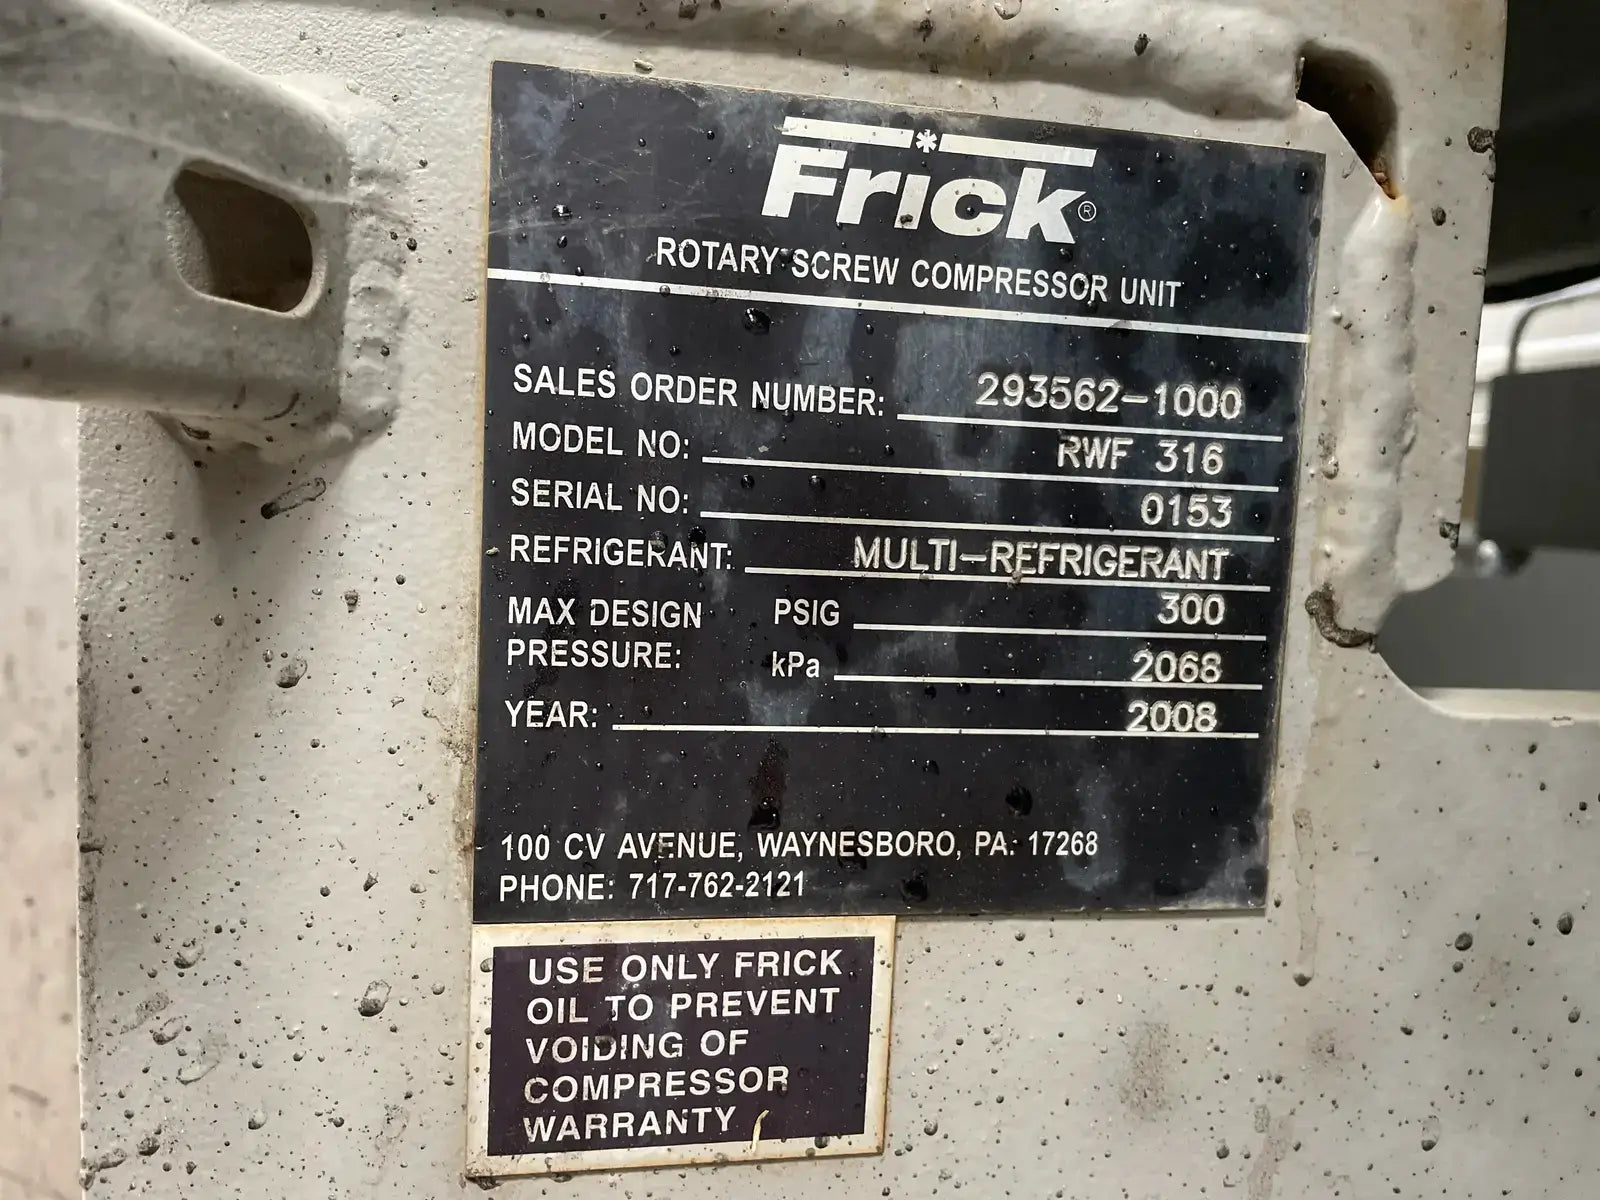 Frick®
ROTARY SCREW COMPRESSOR UNIT
SALES ORDER NUMBER: 293562-1000
MODEL NO: RWF 316
SERIAL NO: 0153
REFRIGERANT: MULTI-REFRIGERANT
MAX DESIGN PRESSURE: PSIG 300
kPa 2068
YEAR: 2008
100 CV AVENUE, WAYNESBORO, PA. 17268
PHONE: 717-762-2121
USE ONLY FRICK
OIL TO PREVENT
VOIDING OF
COMPRESSOR
WARRANTY